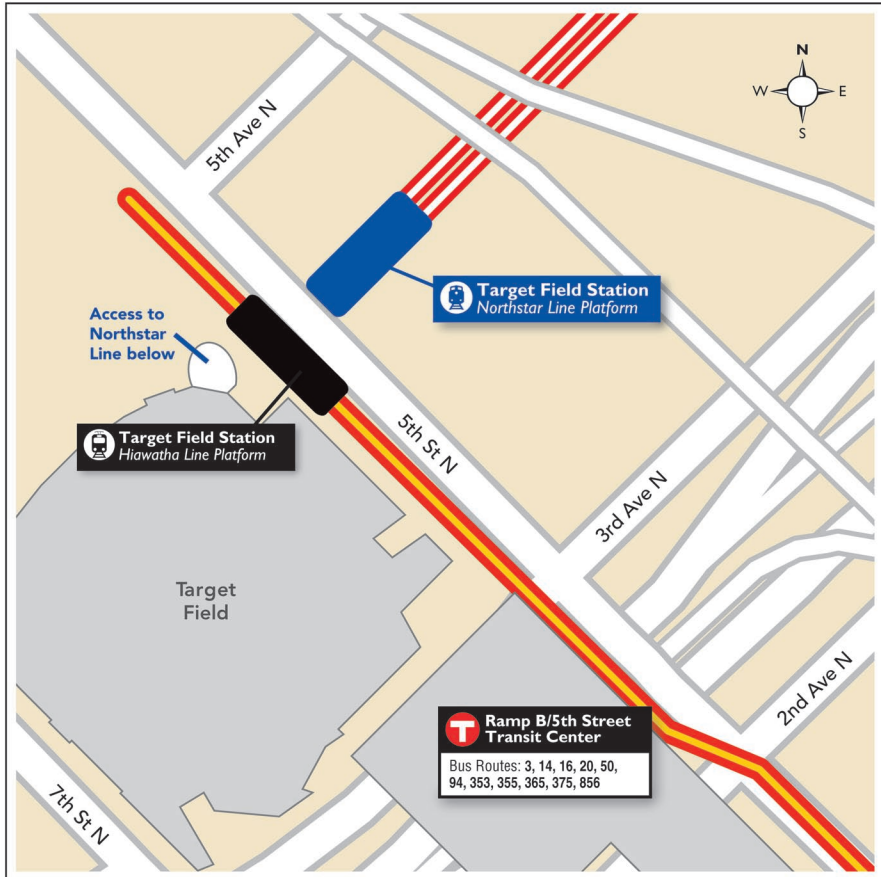 N
W
E
S
5th Ave N
Target Field Station
Northstar Line Platform
Access to
Northstar
Line below
Target Field Station
Hiawatha Line Platform
5th St N
3rd Ave N
Target
Field
2nd Ave N
T
Ramp B/5th Street
Transit Center
Bus Routes: 3, 14, 16, 20, 50,
94, 353, 355, 365, 375, 856
7th St N